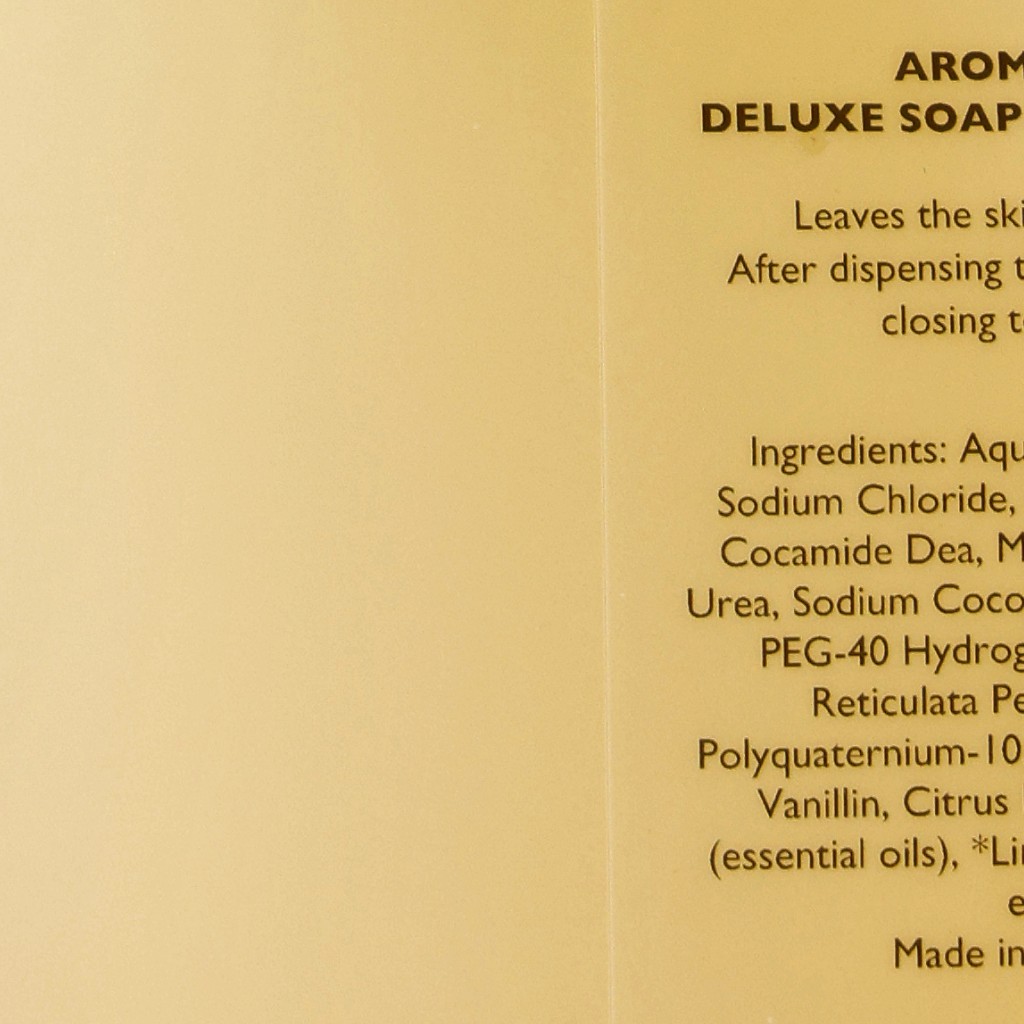 AROM
DELUXE SOAP
Leaves the ski
After dispensing t
closing t
Ingredients: Aqu
Sodium Chloride,
Cocamide Dea, M
Urea, Sodium Coco
PEG-40 Hydrog
Reticulata Pe
Polyquaternium-10
Vanillin, Citrus
(essential oils), *Li
e
Made in